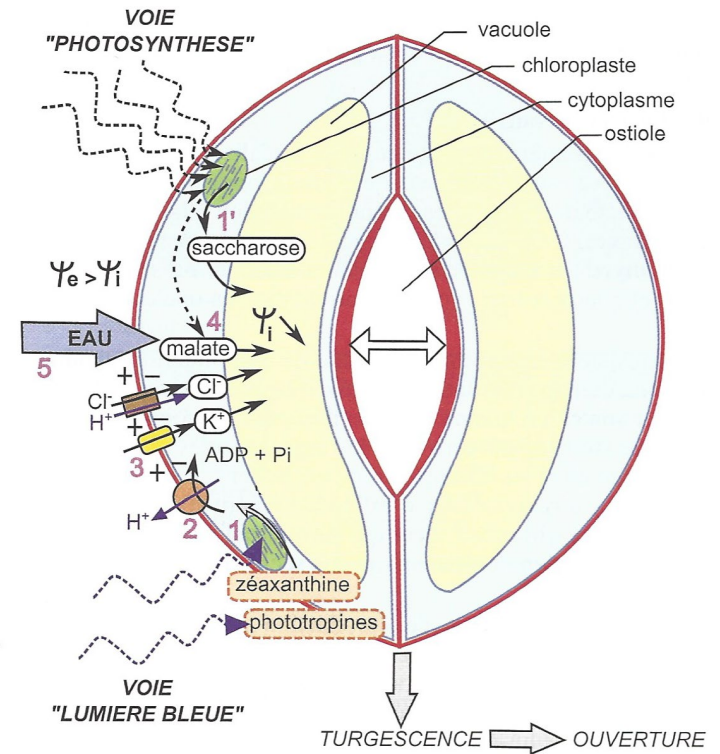 VOIE
"PHOTOSYNTHESE"
vacuole
chloroplaste
cytoplasme
ostiole
1'
saccharose
Ψe > Ψi
Ψi
4
EAU
malate
5
+ −
Cl-
Cl-
H+
+ −
K+
3
+ −
ADP + Pi
H+
2
1
zéaxanthine
phototropines
VOIE
"LUMIERE BLEUE"
TURGESCENCE
OUVERTURE